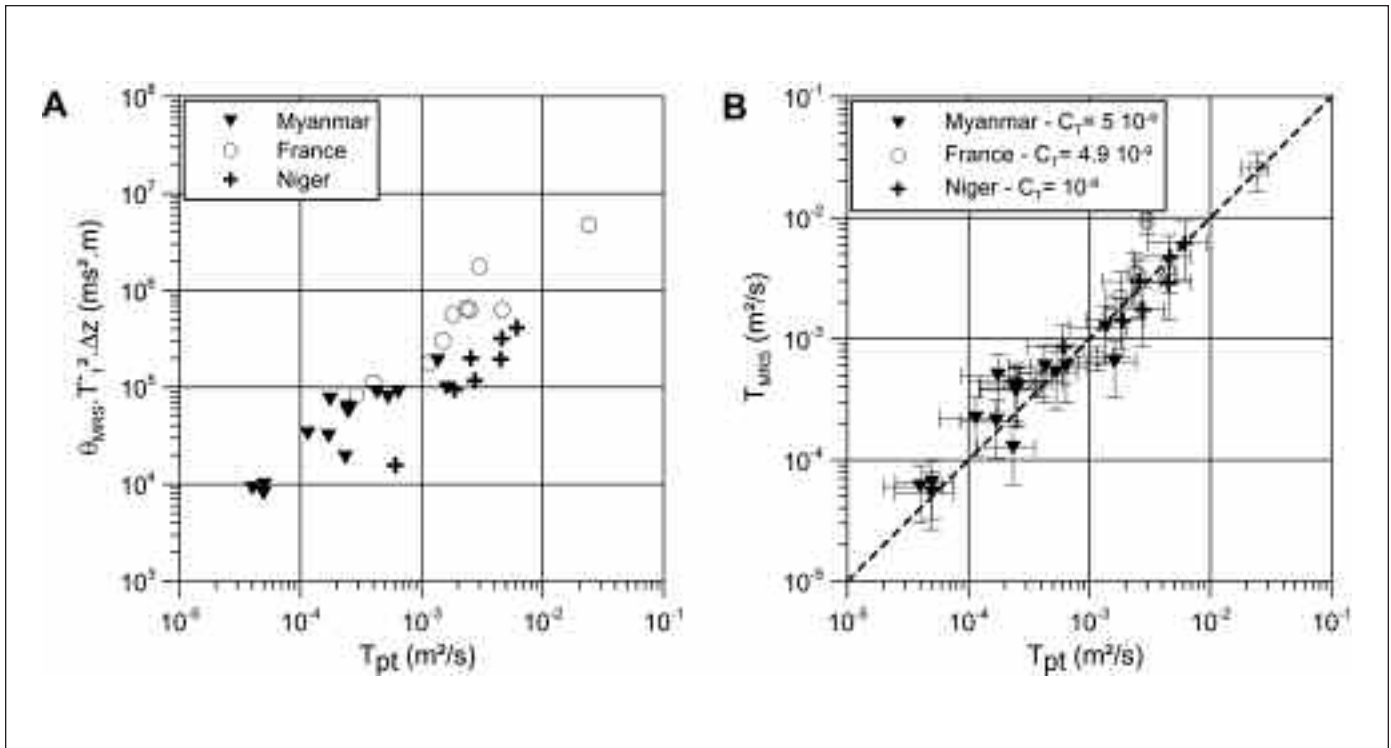 A
10⁸
10⁷
10⁶
10⁵
10⁴
10³
Myanmar
France
Niger
θMRS.T₁².Δz (ms².m)
10⁻⁵ 10⁻⁴ 10⁻³ 10⁻² 10⁻¹
Tpt (m²/s)
B
10⁻¹
10⁻²
10⁻³
10⁻⁴
10⁻⁵
Myanmar - CT= 5 10⁻⁹
France - CT= 4.9 10⁻⁹
Niger - CT= 10⁻⁸
TMRS (m²/s)
10⁻⁵ 10⁻⁴ 10⁻³ 10⁻² 10⁻¹
Tpt (m²/s)